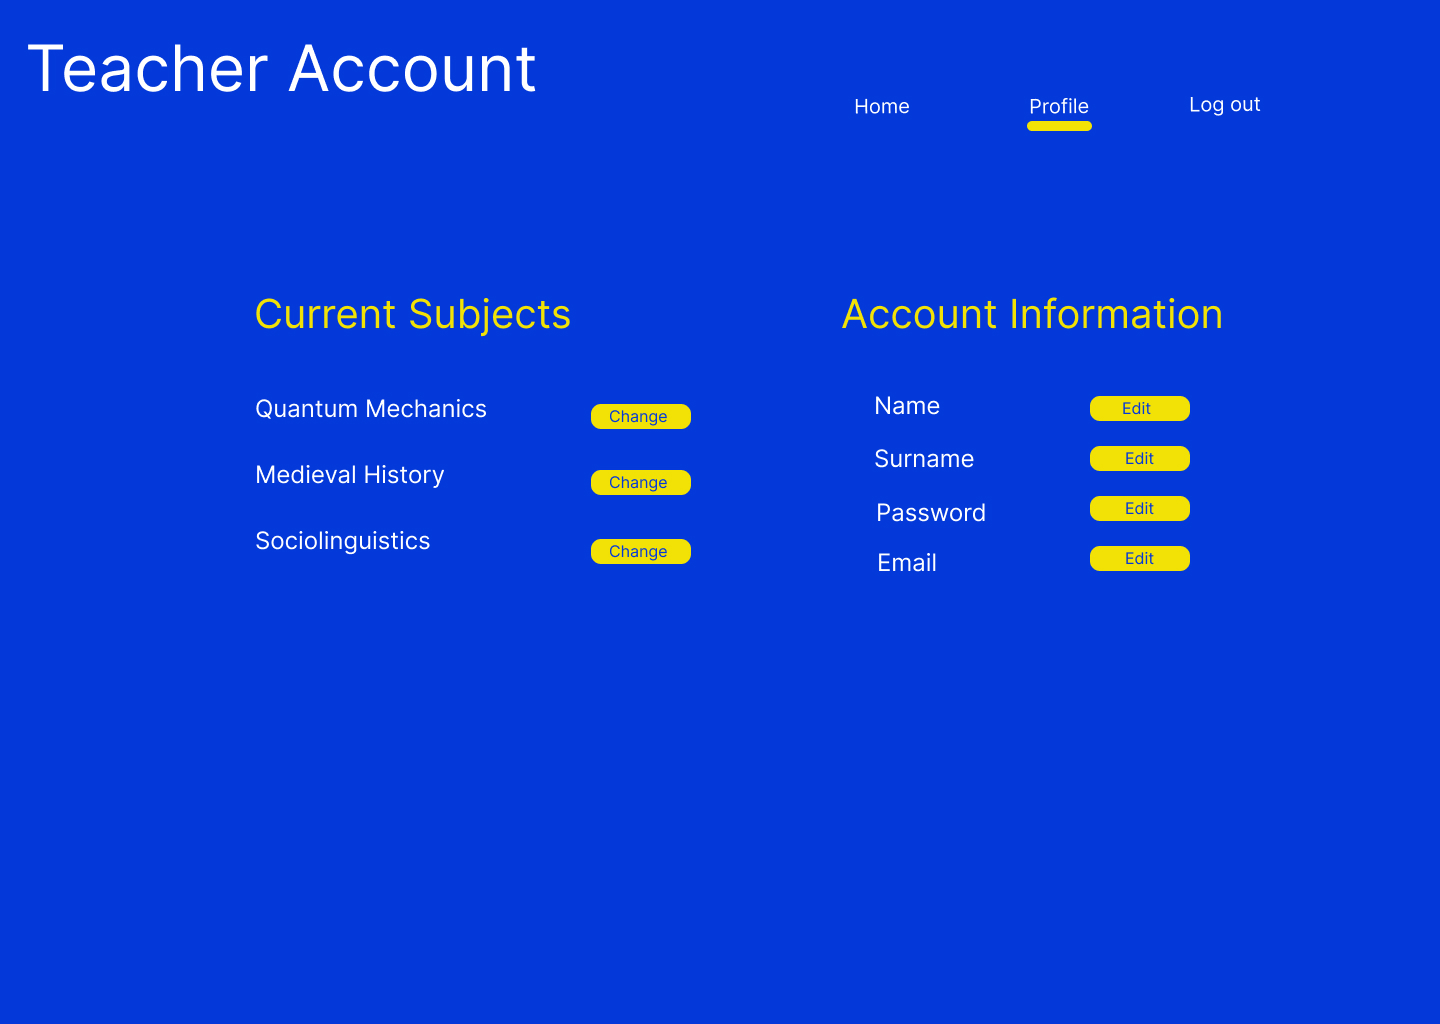 Teacher Account
Home
Profile
Log out
Current Subjects
Quantum Mechanics
Change
Medieval History
Change
Sociolinguistics
Change
Account Information
Name
Edit
Surname
Edit
Password
Edit
Email
Edit